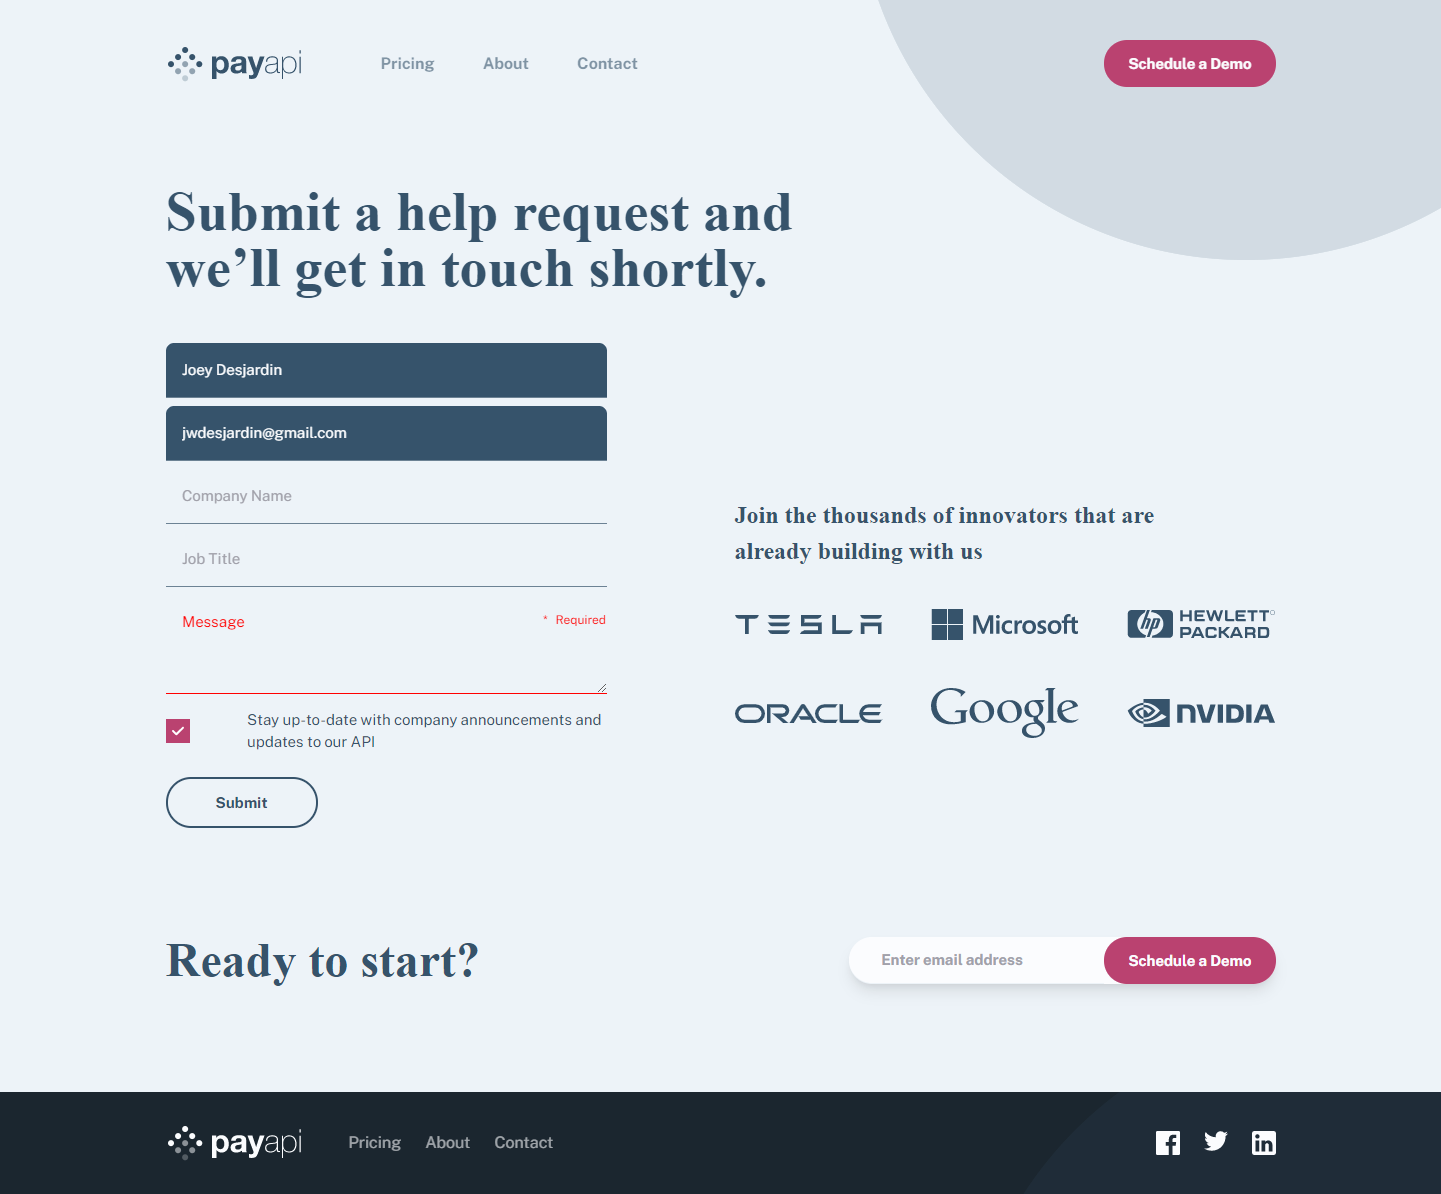 payapi
Pricing
About
Contact
Schedule a Demo
Submit a help request and
we’ll get in touch shortly.
Joey Desjardin
jwdesjardin@gmail.com
Company Name
Job Title
Message
* Required
Stay up-to-date with company announcements and
updates to our API
Submit
Join the thousands of innovators that are
already building with us
TESLA
Microsoft
hp HEWLETT
PACKARD
ORACLE
Google
NVIDIA
Ready to start?
Enter email address
Schedule a Demo
payapi
Pricing
About
Contact